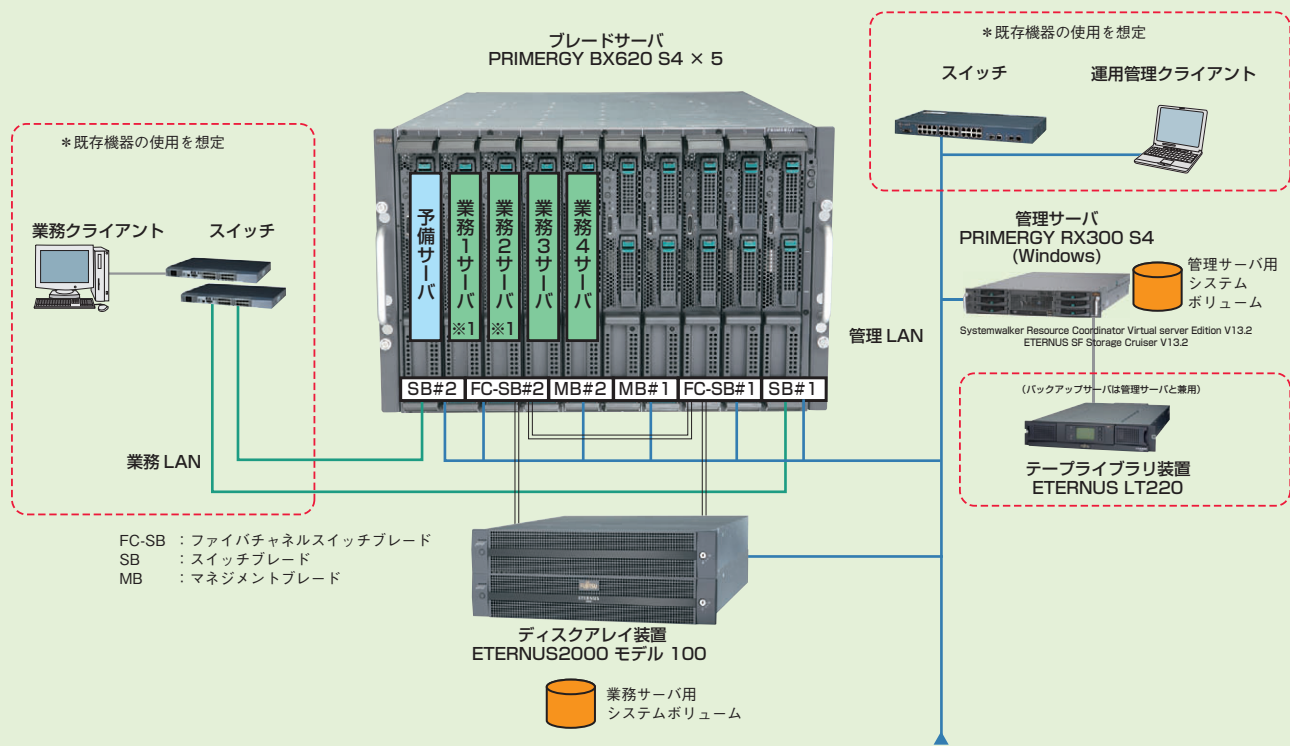 ブレードサーバ
PRIMERGY BX620 S4 × 5
＊既存機器の使用を想定
スイッチ
運用管理クライアント
＊既存機器の使用を想定
業務クライアント
スイッチ
予備サーバ
業務1サーバ
※1
業務2サーバ
※1
業務3サーバ
業務4サーバ
管理サーバ
PRIMERGY RX300 S4
(Windows)
管理サーバ用
システム
ボリューム
Systemwalker Resource Coordinator Virtual server Edition V13.2
ETERNUS SF Storage Cruiser V13.2
管理 LAN
SB#2
FC-SB#2
MB#2
MB#1
FC-SB#1
SB#1
（バックアップサーバは管理サーバと兼用）
テープライブラリ装置
ETERNUS LT220
業務 LAN
FC-SB ：ファイバチャネルスイッチブレード
SB ：スイッチブレード
MB ：マネジメントブレード
FUJITSU
ETERNUS
ディスクアレイ装置
ETERNUS2000 モデル 100
業務サーバ用
システムボリューム